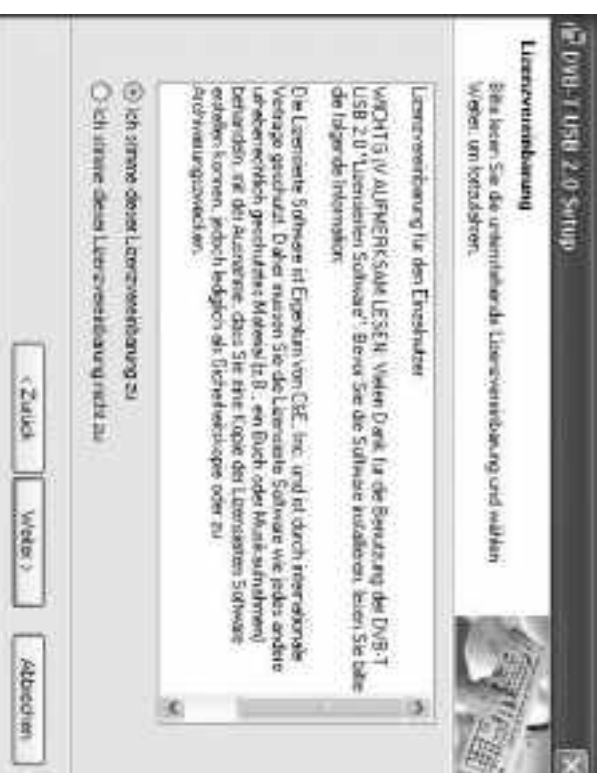 DVB-T USB 2.0 Setup
Lizenzvereinbarung
Bitte lesen Sie die untenstehende Lizenzvereinbarung und wählen
Weiter, um fortzufahren.
Lizenzvereinbarung für den Einzelnutzer
WICHTIG AUFMERKSAM LESEN: Vielen Dank für die Benutzung der DVB-T
USB 2.0 "Lizensierten Software". Bevor Sie die Software installieren, lesen Sie bitte
die folgende Information:
Die Lizensierte Software ist Eigentum von C&E, Inc. und ist durch internationale
Verträge geschützt. Daher müssen Sie die Lizensierte Software wie jedes andere
urheberrechtlich geschützte Material (z.B., ein Buch oder Musikaufnahmen)
behandeln, mit der Ausnahme, dass Sie eine Kopie der Lizensierten Software
erstellen können, jedoch lediglich als Sicherheitskopie oder zu
Archivierungszwecken.
Ich stimme dieser Lizenzvereinbarung zu
Ich stimme dieser Lizenzvereinbarung nicht zu
< Zurück
Weiter >
Abbrechen